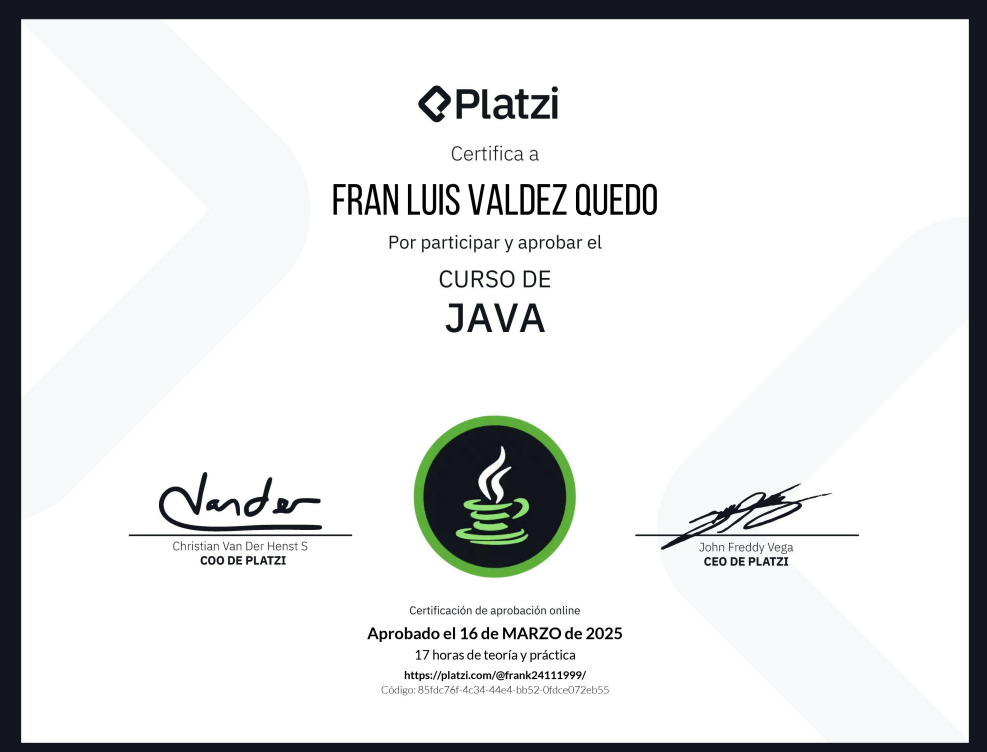 Platzi
Certifica a
FRAN LUIS VALDEZ QUEDO
Por participar y aprobar el
CURSO DE
JAVA
Vander
Christian Van Der Henst S
COO DE PLATZI
John Freddy Vega
CEO DE PLATZI
Certificación de aprobación online
Aprobado el 16 de MARZO de 2025
17 horas de teoría y práctica
https://platzi.com/@frank24111999/
Código: 85fdc76f-4c34-44e4-bb52-0fdce072eb55